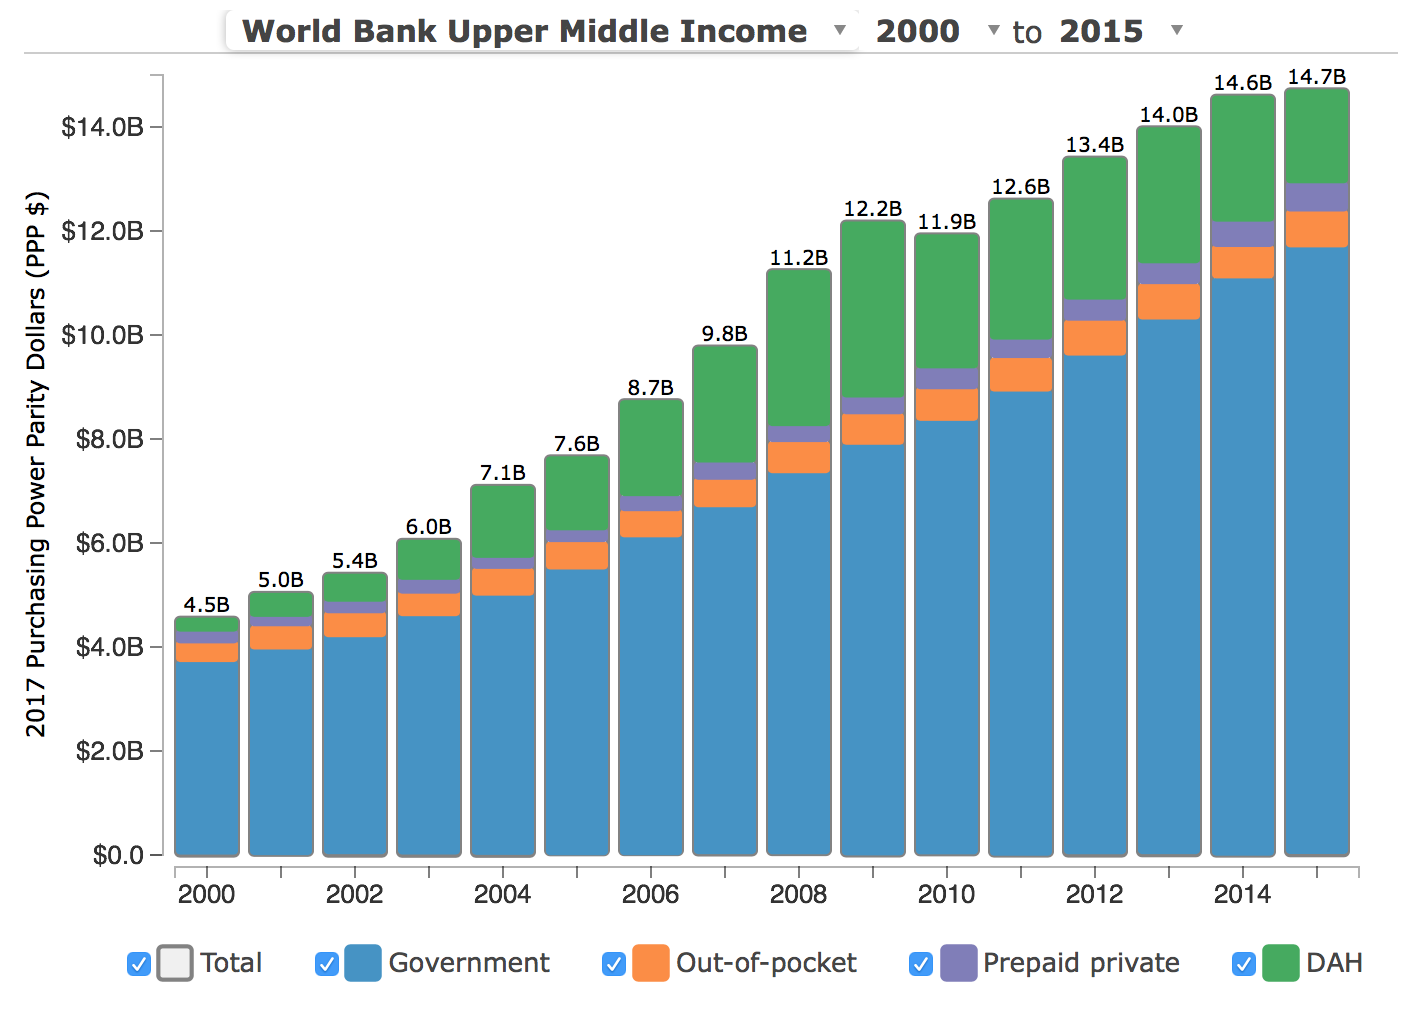 World Bank Upper Middle Income 2000 to 2015
2017 Purchasing Power Parity Dollars (PPP $)
$14.0B
$12.0B
$10.0B
$8.0B
$6.0B
$4.0B
$2.0B
$0.0
4.5B
5.0B
5.4B
6.0B
7.1B
7.6B
8.7B
9.8B
11.2B
12.2B
11.9B
12.6B
13.4B
14.0B
14.6B
14.7B
2000 2002 2004 2006 2008 2010 2012 2014
Total Government Out-of-pocket Prepaid private DAH